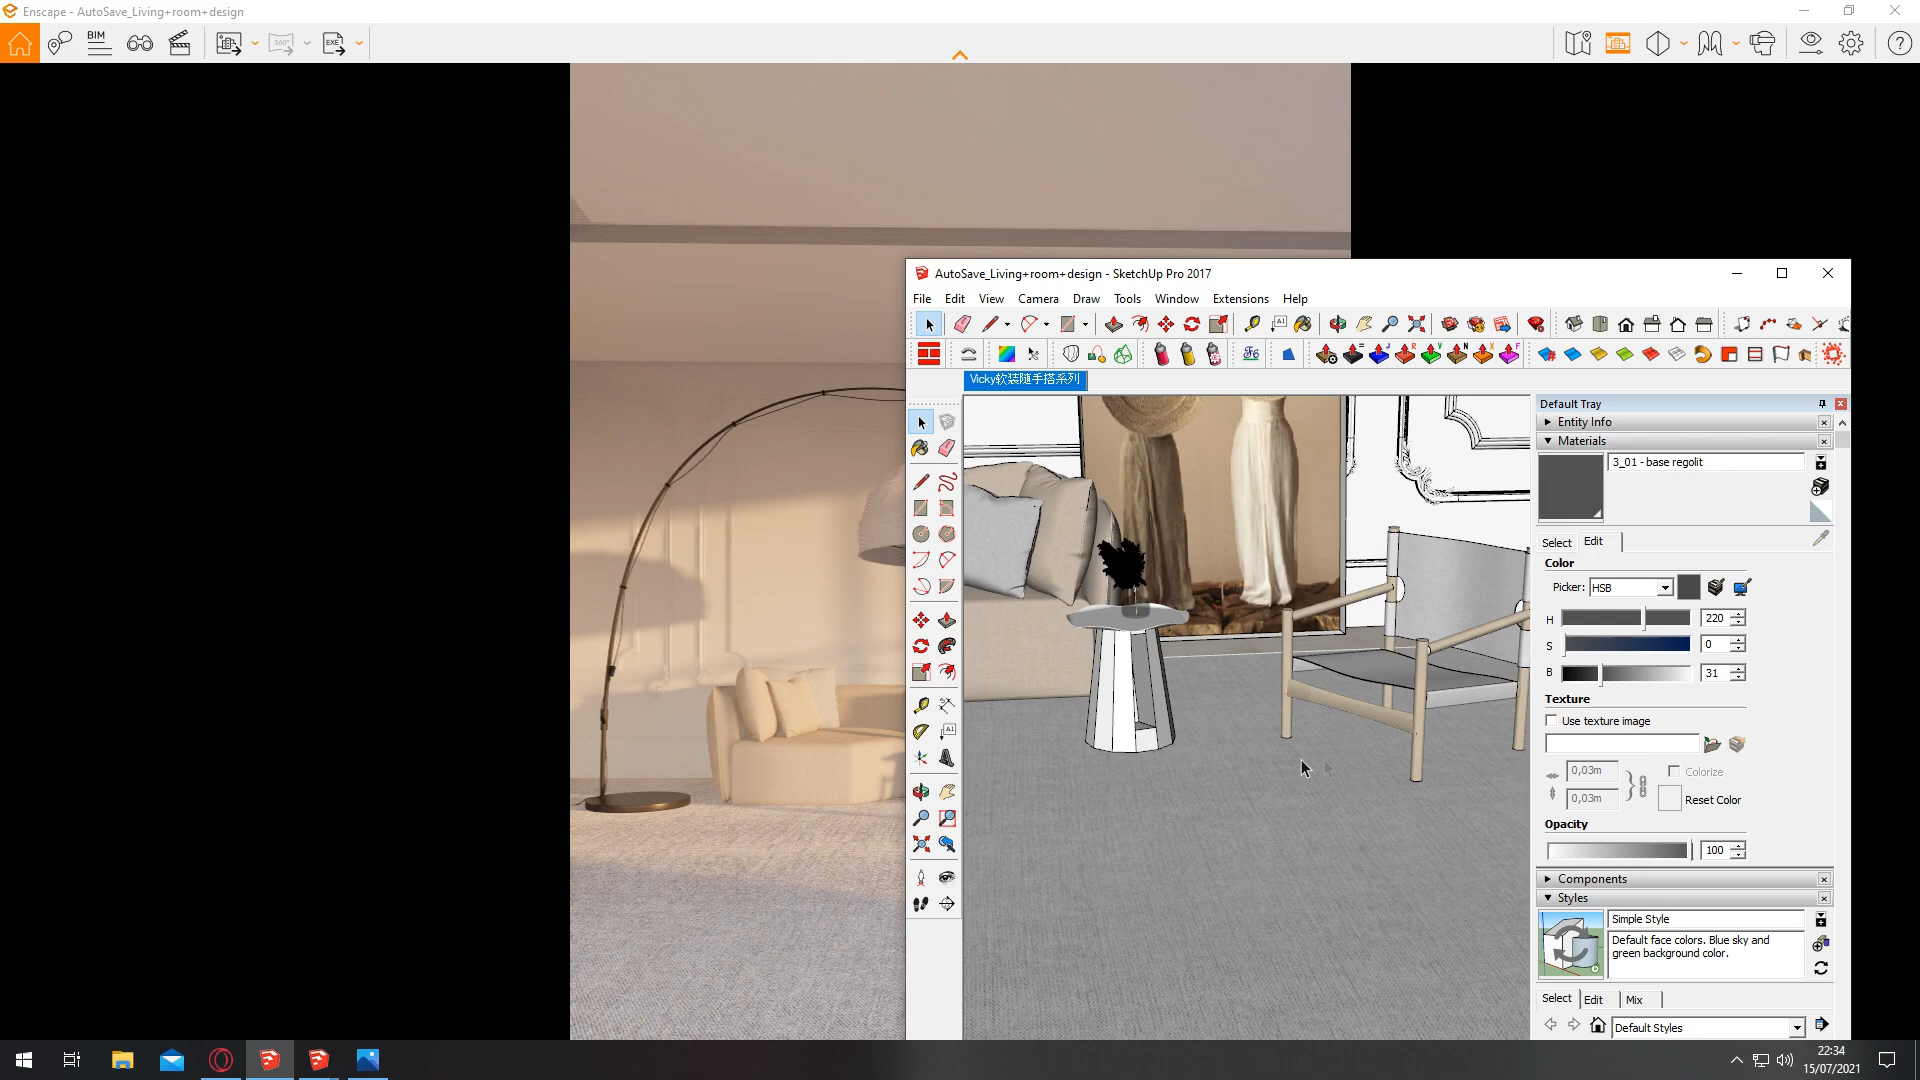 Enscape - AutoSave_Living+room+design
BIM
360°
EXE
AutoSave_Living+room+design - SketchUp Pro 2017
File Edit View Camera Draw Tools Window Extensions Help
Vicky软装随手搭系列
Default Tray
Entity Info
Materials
3_01 - base regolit
Select Edit
Color
Picker: HSB
H 220
S 0
B 31
Texture
Use texture image
0,03m
Colorize
0,03m
Reset Color
Opacity
100
Components
Styles
Simple Style
Default face colors. Blue sky and
green background color.
Select Edit Mix
Default Styles
22:34
15/07/2021